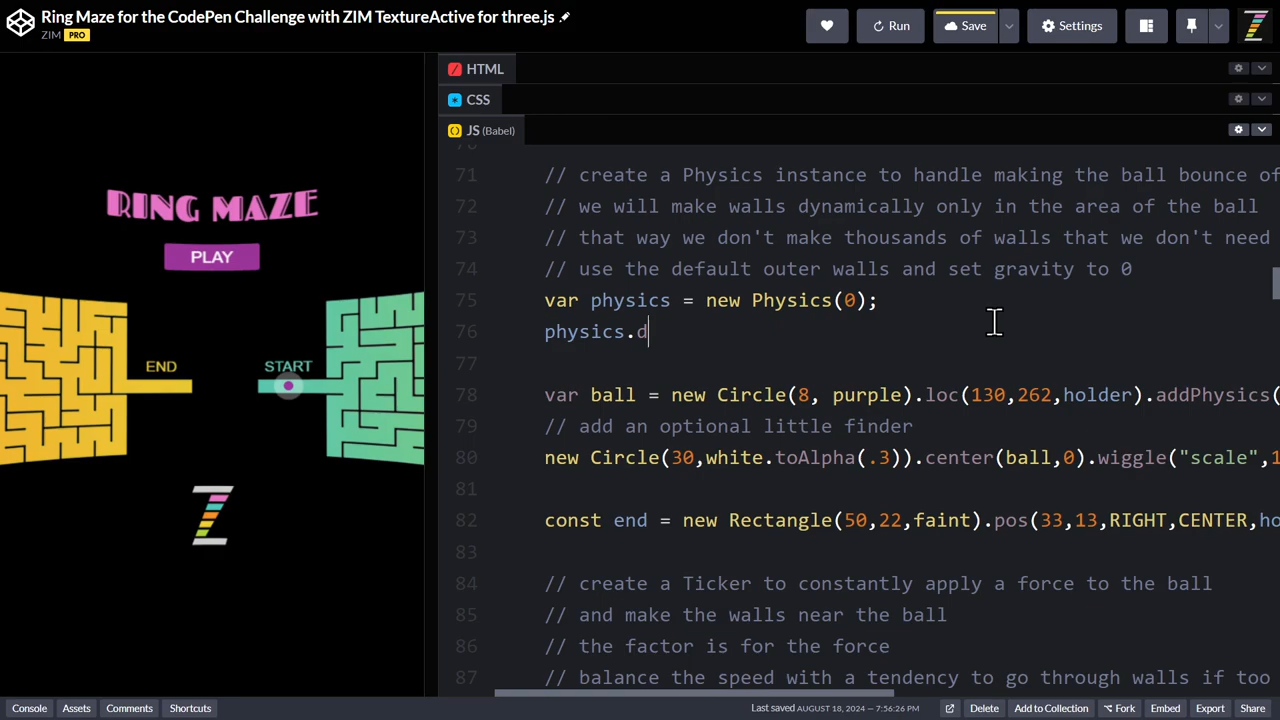 Ring Maze for the CodePen Challenge with ZIM TextureActive for three.js
ZIM PRO
Run
Save
Settings
HTML
CSS
JS (Babel)
RING MAZE
PLAY
END
START
71 // create a Physics instance to handle making the ball bounce of
72 // we will make walls dynamically only in the area of the ball
73 // that way we don't make thousands of walls that we don't need
74 // use the default outer walls and set gravity to 0
75 var physics = new Physics(0);
76 physics.d
77
78 var ball = new Circle(8, purple).loc(130,262,holder).addPhysics(
79 // add an optional little finder
80 new Circle(30,white.toAlpha(.3)).center(ball,0).wiggle("scale",1
81
82 const end = new Rectangle(50,22,faint).pos(33,13,RIGHT,CENTER,ho
83
84 // create a Ticker to constantly apply a force to the ball
85 // and make the walls near the ball
86 // the factor is for the force
87 // balance the speed with a tendency to go through walls if too
Console Assets Comments Shortcuts
Last saved AUGUST 18, 2024 — 7:56:26 PM
Delete Add to Collection Fork Embed Export Share